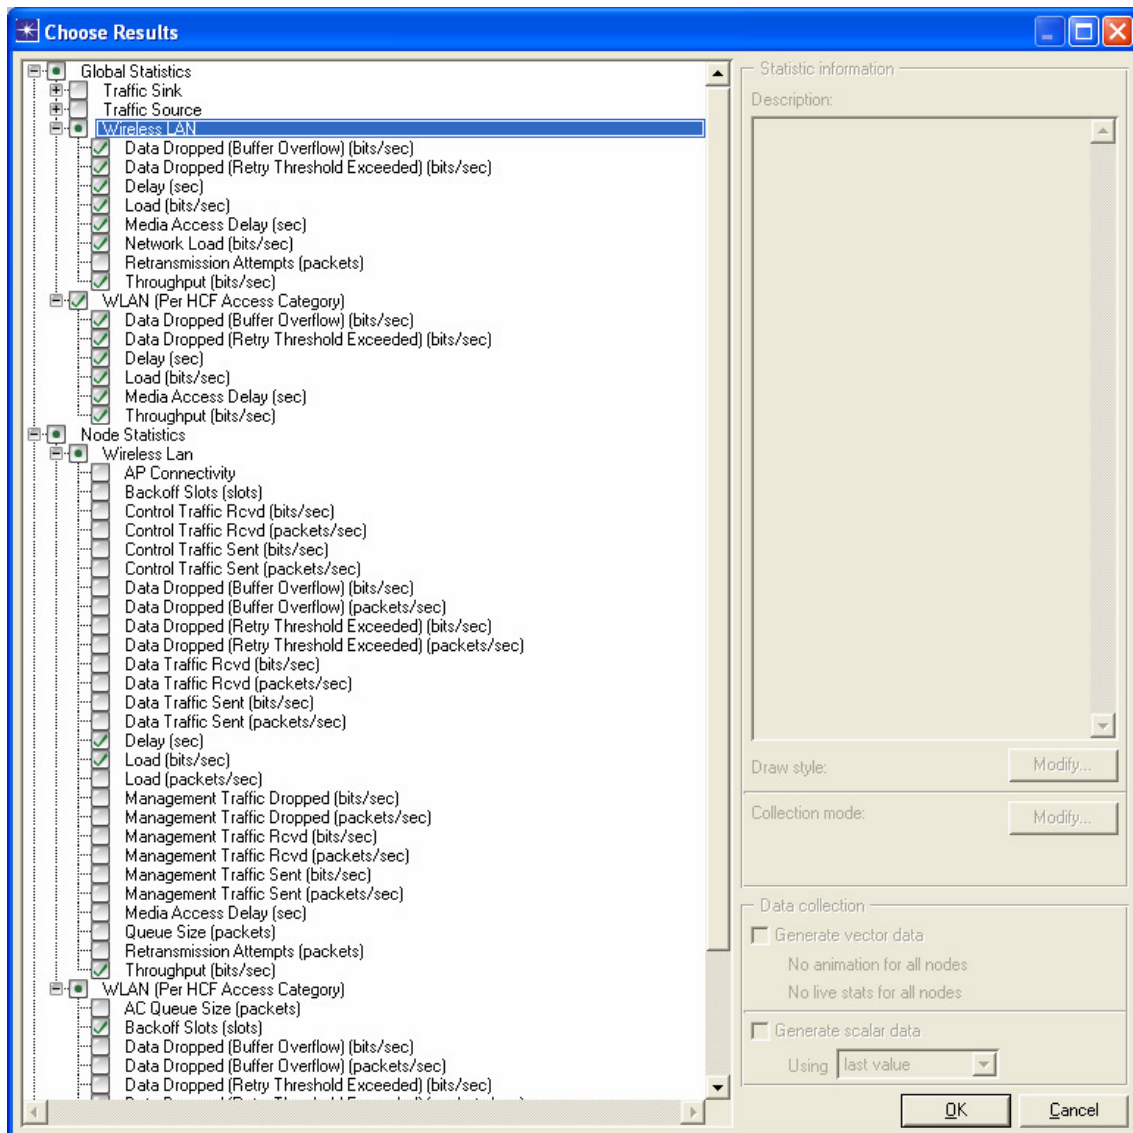 Choose Results
Global Statistics
Traffic Sink
Traffic Source
Wireless LAN
Data Dropped (Buffer Overflow) (bits/sec)
Data Dropped (Retry Threshold Exceeded) (bits/sec)
Delay (sec)
Load (bits/sec)
Media Access Delay (sec)
Network Load (bits/sec)
Retransmission Attempts (packets)
Throughput (bits/sec)
WLAN (Per HCF Access Category)
Data Dropped (Buffer Overflow) (bits/sec)
Data Dropped (Retry Threshold Exceeded) (bits/sec)
Delay (sec)
Load (bits/sec)
Media Access Delay (sec)
Throughput (bits/sec)
Node Statistics
Wireless Lan
AP Connectivity
Backoff Slots (slots)
Control Traffic Rcvd (bits/sec)
Control Traffic Rcvd (packets/sec)
Control Traffic Sent (bits/sec)
Control Traffic Sent (packets/sec)
Data Dropped (Buffer Overflow) (bits/sec)
Data Dropped (Buffer Overflow) (packets/sec)
Data Dropped (Retry Threshold Exceeded) (bits/sec)
Data Dropped (Retry Threshold Exceeded) (packets/sec)
Data Traffic Rcvd (bits/sec)
Data Traffic Rcvd (packets/sec)
Data Traffic Sent (bits/sec)
Data Traffic Sent (packets/sec)
Delay (sec)
Load (bits/sec)
Load (packets/sec)
Management Traffic Dropped (bits/sec)
Management Traffic Dropped (packets/sec)
Management Traffic Rcvd (bits/sec)
Management Traffic Rcvd (packets/sec)
Management Traffic Sent (bits/sec)
Management Traffic Sent (packets/sec)
Media Access Delay (sec)
Queue Size (packets)
Retransmission Attempts (packets)
Throughput (bits/sec)
WLAN (Per HCF Access Category)
AC Queue Size (packets)
Backoff Slots (slots)
Data Dropped (Buffer Overflow) (bits/sec)
Data Dropped (Buffer Overflow) (packets/sec)
Data Dropped (Retry Threshold Exceeded) (bits/sec)
Statistic information
Description:
Draw style:
Modify...
Collection mode:
Modify...
Data collection
Generate vector data
No animation for all nodes
No live stats for all nodes
Generate scalar data
Using last value
OK
Cancel